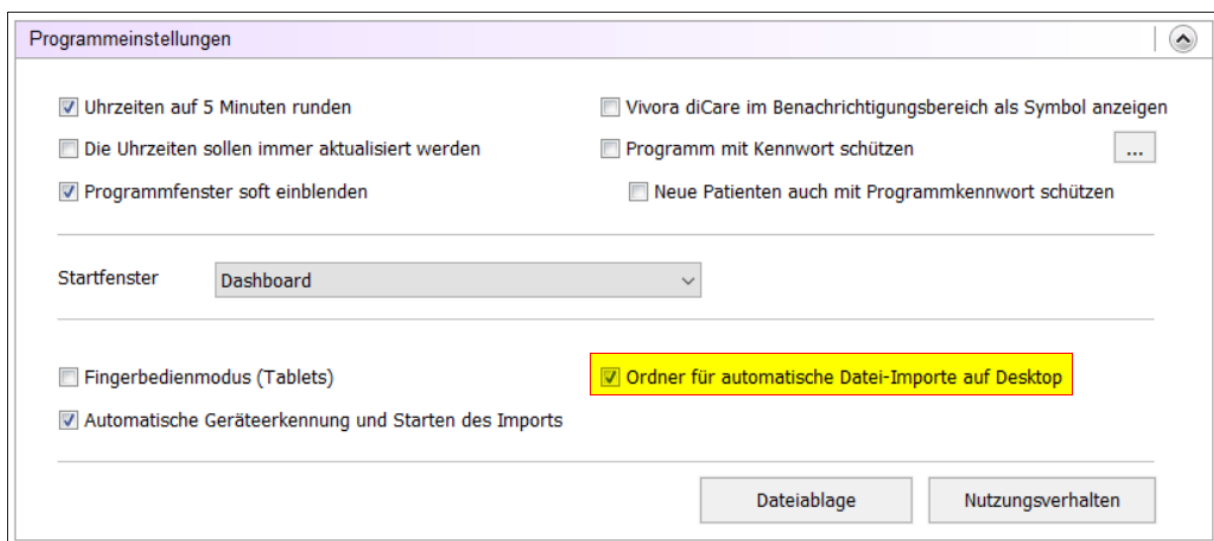 Programmeinstellungen
Uhrzeiten auf 5 Minuten runden
Vivora diCare im Benachrichtigungsbereich als Symbol anzeigen
Die Uhrzeiten sollen immer aktualisiert werden
Programm mit Kennwort schützen
...
Programmfenster soft einblenden
Neue Patienten auch mit Programmkennwort schützen
Startfenster
Dashboard
Fingerbedienmodus (Tablets)
Ordner für automatische Datei-Importe auf Desktop
Automatische Geräteerkennung und Starten des Imports
Dateiablage
Nutzungsverhalten